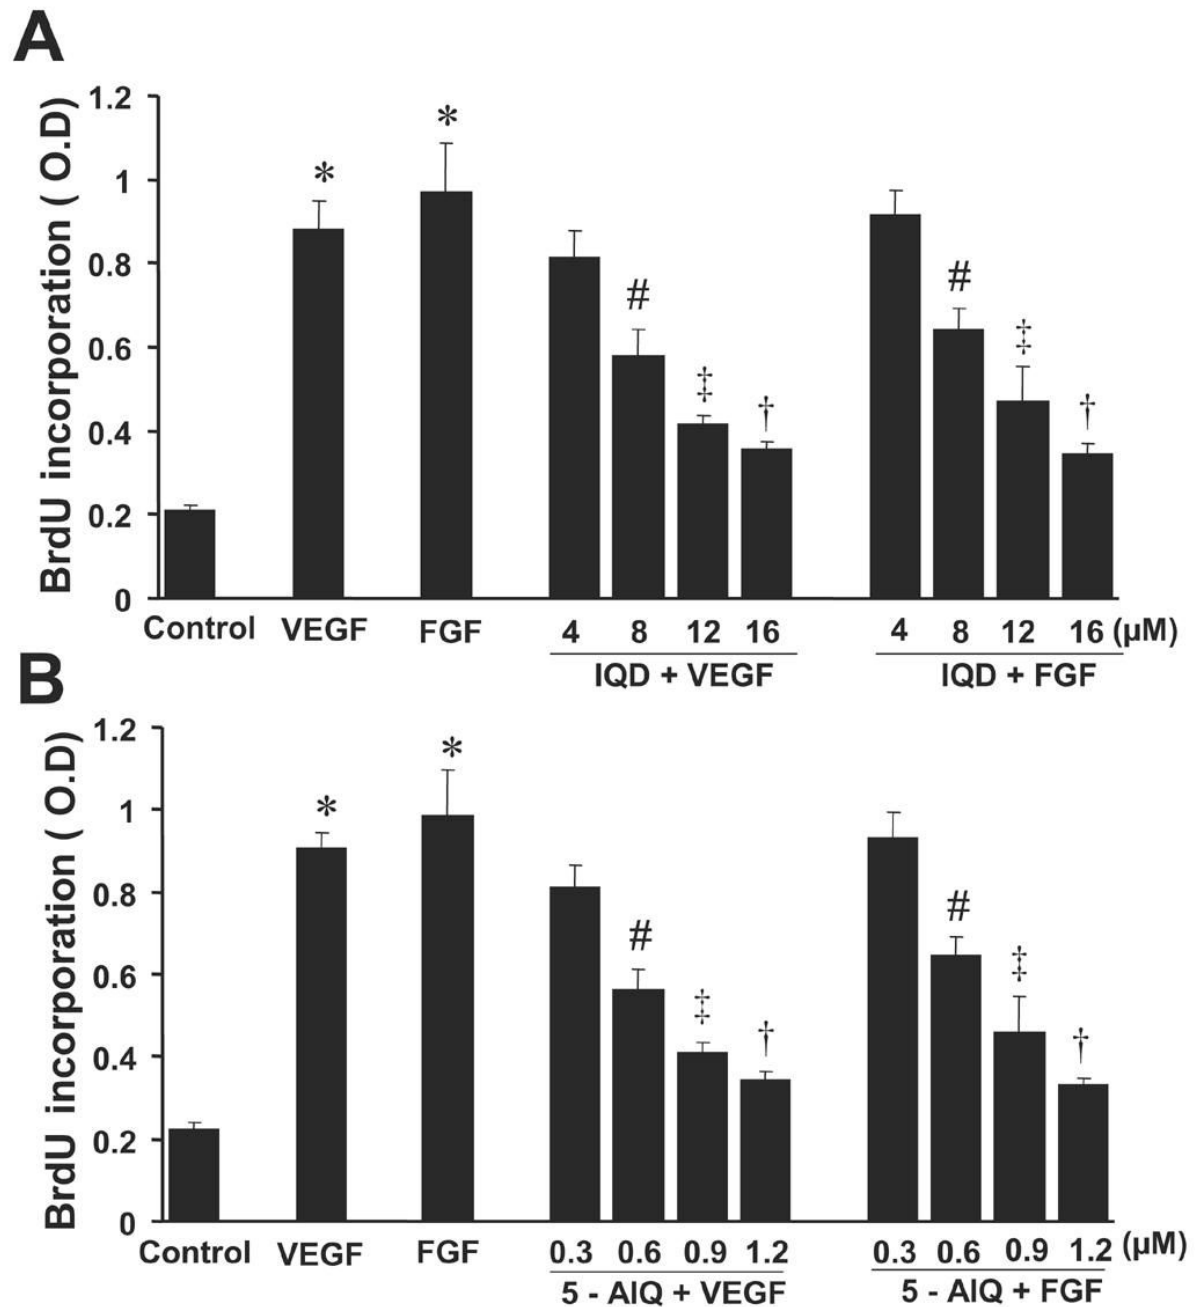 A
BrdU incorporation ( O.D)
1.2
1
0.8
0.6
0.4
0.2
0
* * # ‡ † # ‡ †
Control VEGF FGF 4 8 12 16 4 8 12 16 (µM)
IQD + VEGF IQD + FGF
B
BrdU incorporation ( O.D)
1.2
1
0.8
0.6
0.4
0.2
0
* * # ‡ † # ‡ †
Control VEGF FGF 0.3 0.6 0.9 1.2 0.3 0.6 0.9 1.2 (µM)
5 - AIQ + VEGF 5 - AIQ + FGF